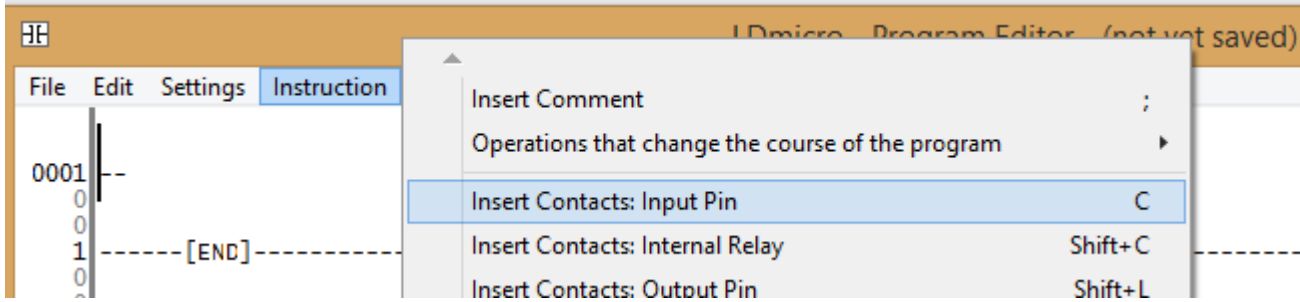 LDmicro - Program Editor - (not yet saved)
File Edit Settings Instruction
Insert Comment ;
Operations that change the course of the program
0001 --
0
Insert Contacts: Input Pin C
0
1 ------[END]-----------
Insert Contacts: Internal Relay Shift+C
0
Insert Contacts: Output Pin Shift+L